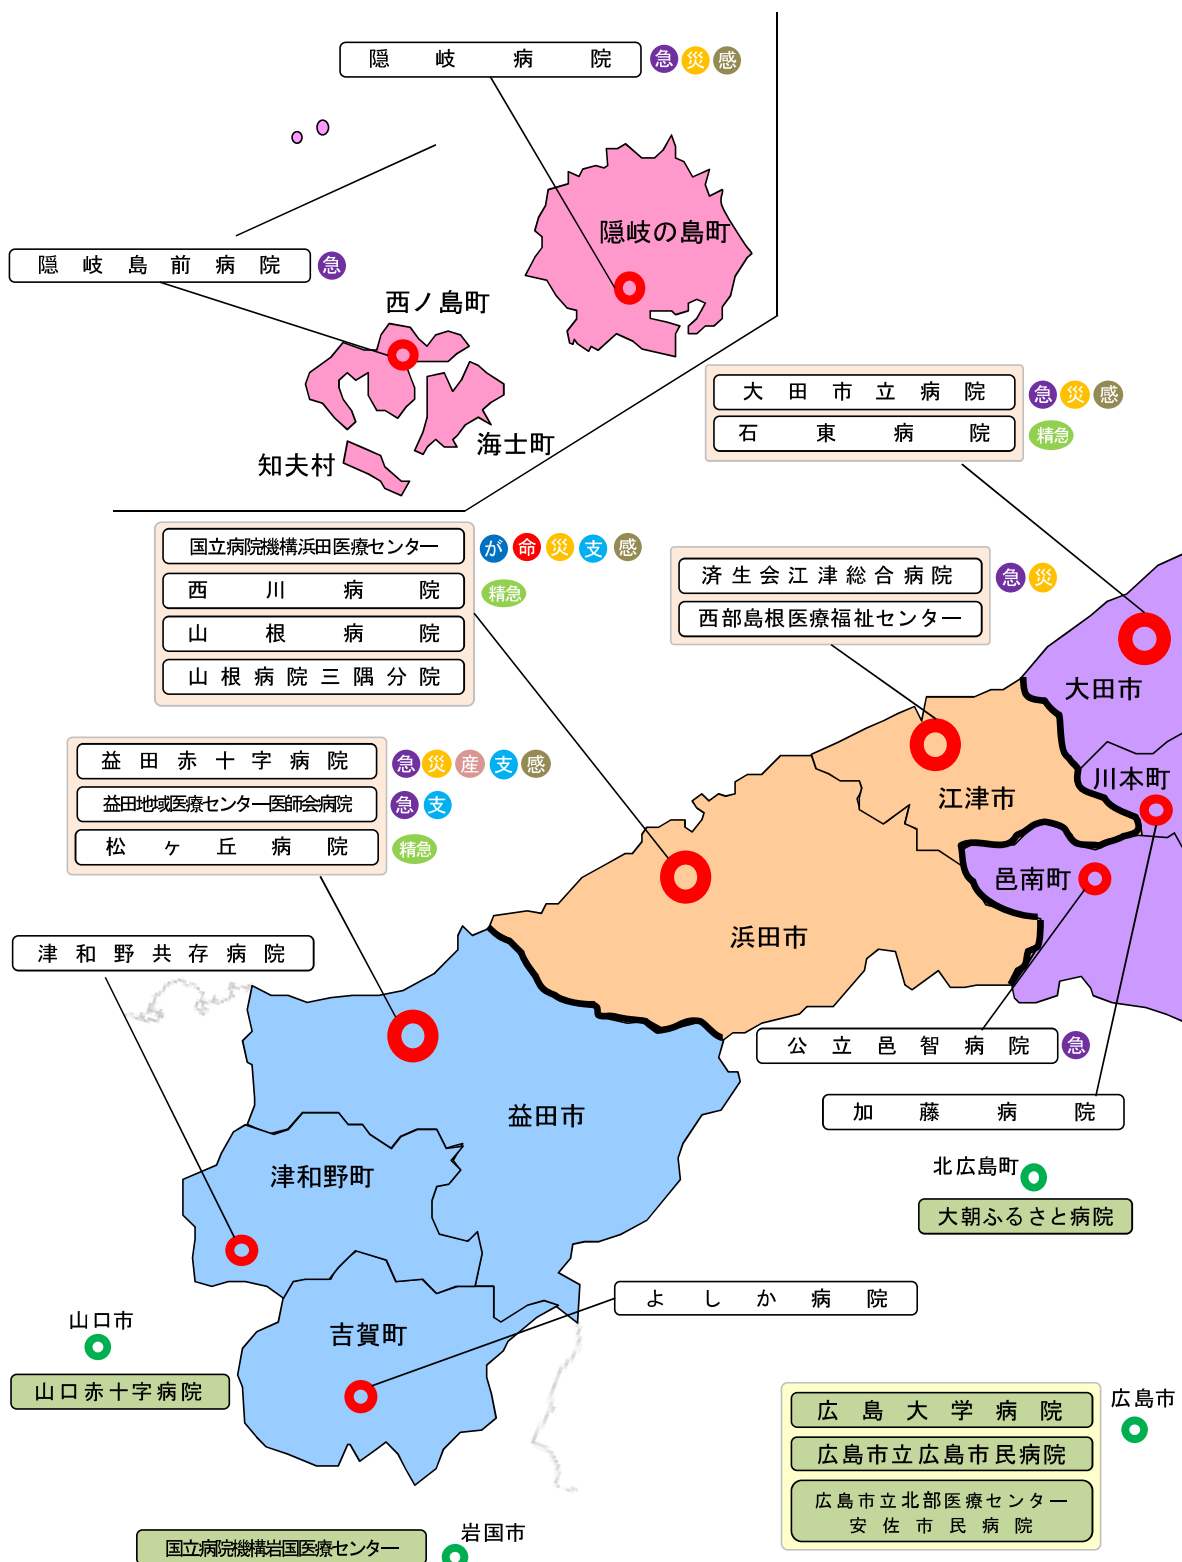 隠岐病院 急 災 感
隠岐の島町
隠岐島前病院 急
西ノ島町
海士町
知夫村
大田市立病院 急 災 感
石東病院 精急
国立病院機構浜田医療センター が 命 災 支 感
西川病院 精急
山根病院
山根病院三隅分院
済生会江津総合病院 急 災
西部島根医療福祉センター
大田市
川本町
江津市
邑南町
浜田市
益田赤十字病院 急 災 産 支 感
益田地域医療センター医師会病院 急 支
松ヶ丘病院 精急
津和野共存病院
公立邑智病院 急
加藤病院
益田市
津和野町
北広島町
大朝ふるさと病院
よしか病院
吉賀町
山口市
山口赤十字病院
広島市
広島大学病院
広島市立広島市民病院
広島市立北部医療センター
安佐市民病院
岩国市
国立病院機構岩国医療センター